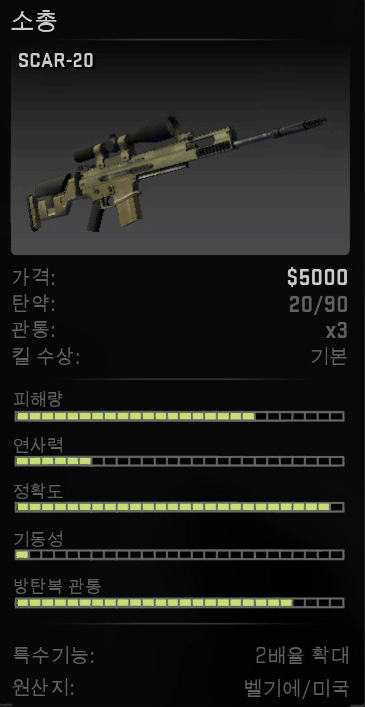 소총
SCAR-20
가격: $5000
탄약: 20/90
관통: x3
킬 수상: 기본
피해량
연사력
정확도
기동성
방탄복 관통
특수기능: 2배율 확대
원산지: 벨기에/미국